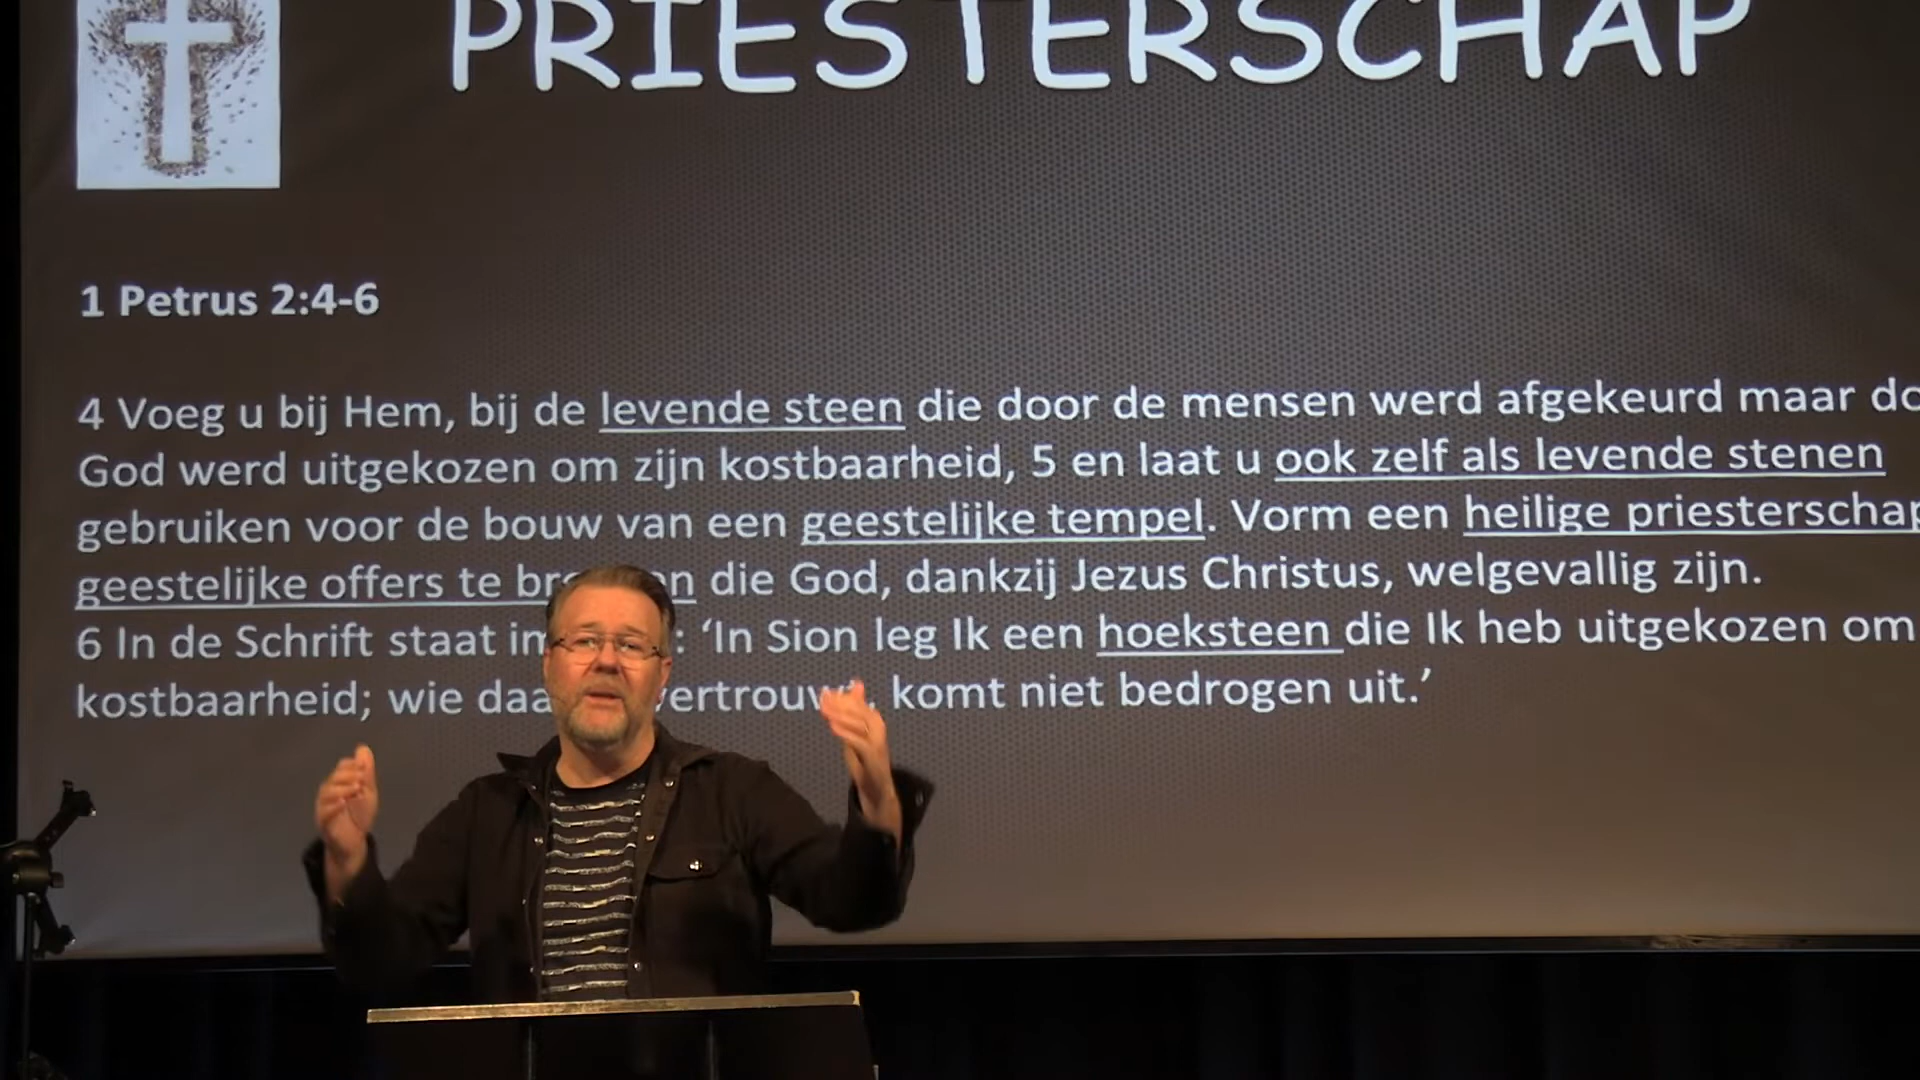 PRIESTERSCHAP
1 Petrus 2:4-6
4 Voeg u bij Hem, bij de levende steen die door de mensen werd afgekeurd maar
God werd uitgekozen om zijn kostbaarheid, 5 en laat u ook zelf als levende stenen
gebruiken voor de bouw van een geestelijke tempel. Vorm een heilige priesterschap
geestelijke offers te die God, dankzij Jezus Christus, welgevallig zijn.
6 In de Schrift staat : ‘In Sion leg Ik een hoeksteen die Ik heb uitgekozen om
kostbaarheid; wie komt niet bedrogen uit.’